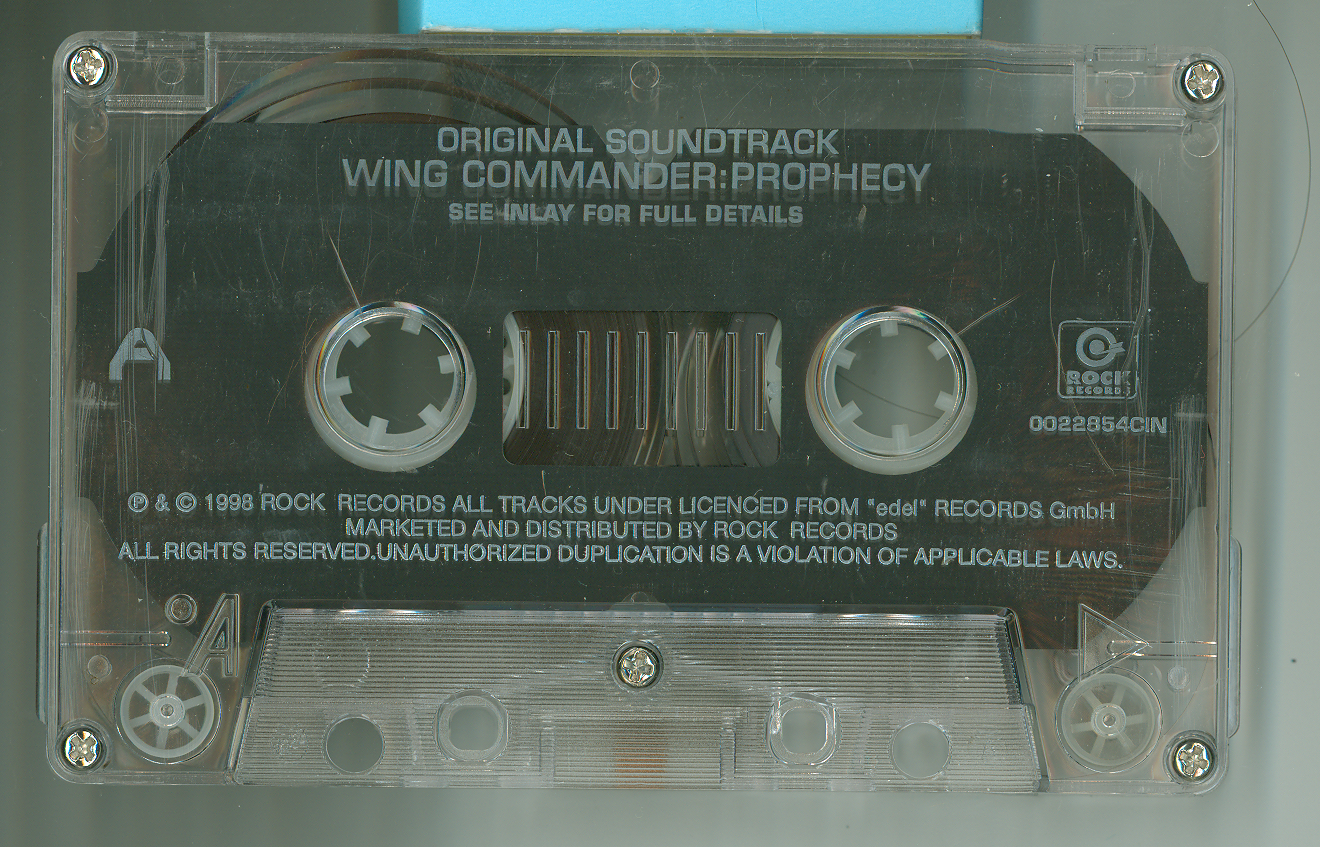 ORIGINAL SOUNDTRACK
WING COMMANDER:PROPHECY
SEE INLAY FOR FULL DETAILS
A
ROCK
RECORDS
0022854CIN
℗ & © 1998 ROCK RECORDS ALL TRACKS UNDER LICENCED FROM "edel" RECORDS GmbH
MARKETED AND DISTRIBUTED BY ROCK RECORDS
ALL RIGHTS RESERVED.UNAUTHORIZED DUPLICATION IS A VIOLATION OF APPLICABLE LAWS.
A